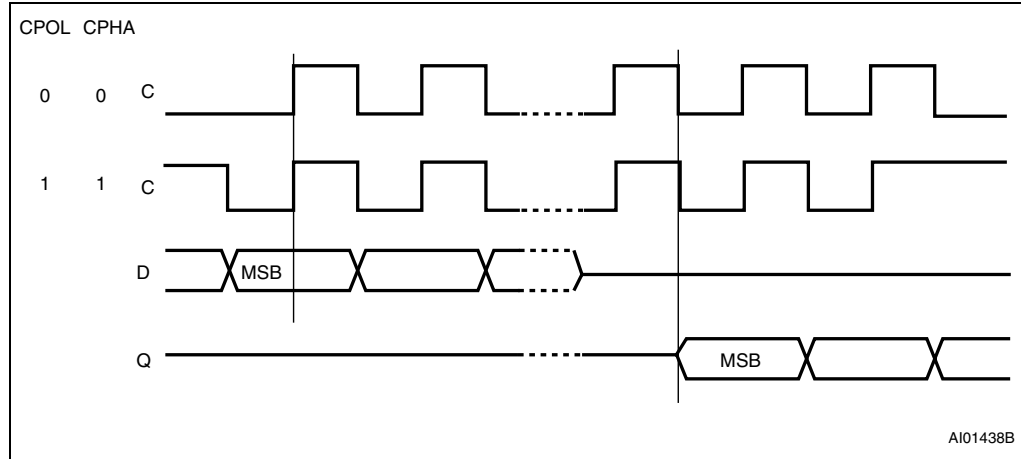 CPOL CPHA
0 0 C
1 1 C
D MSB
Q MSB
AI01438B